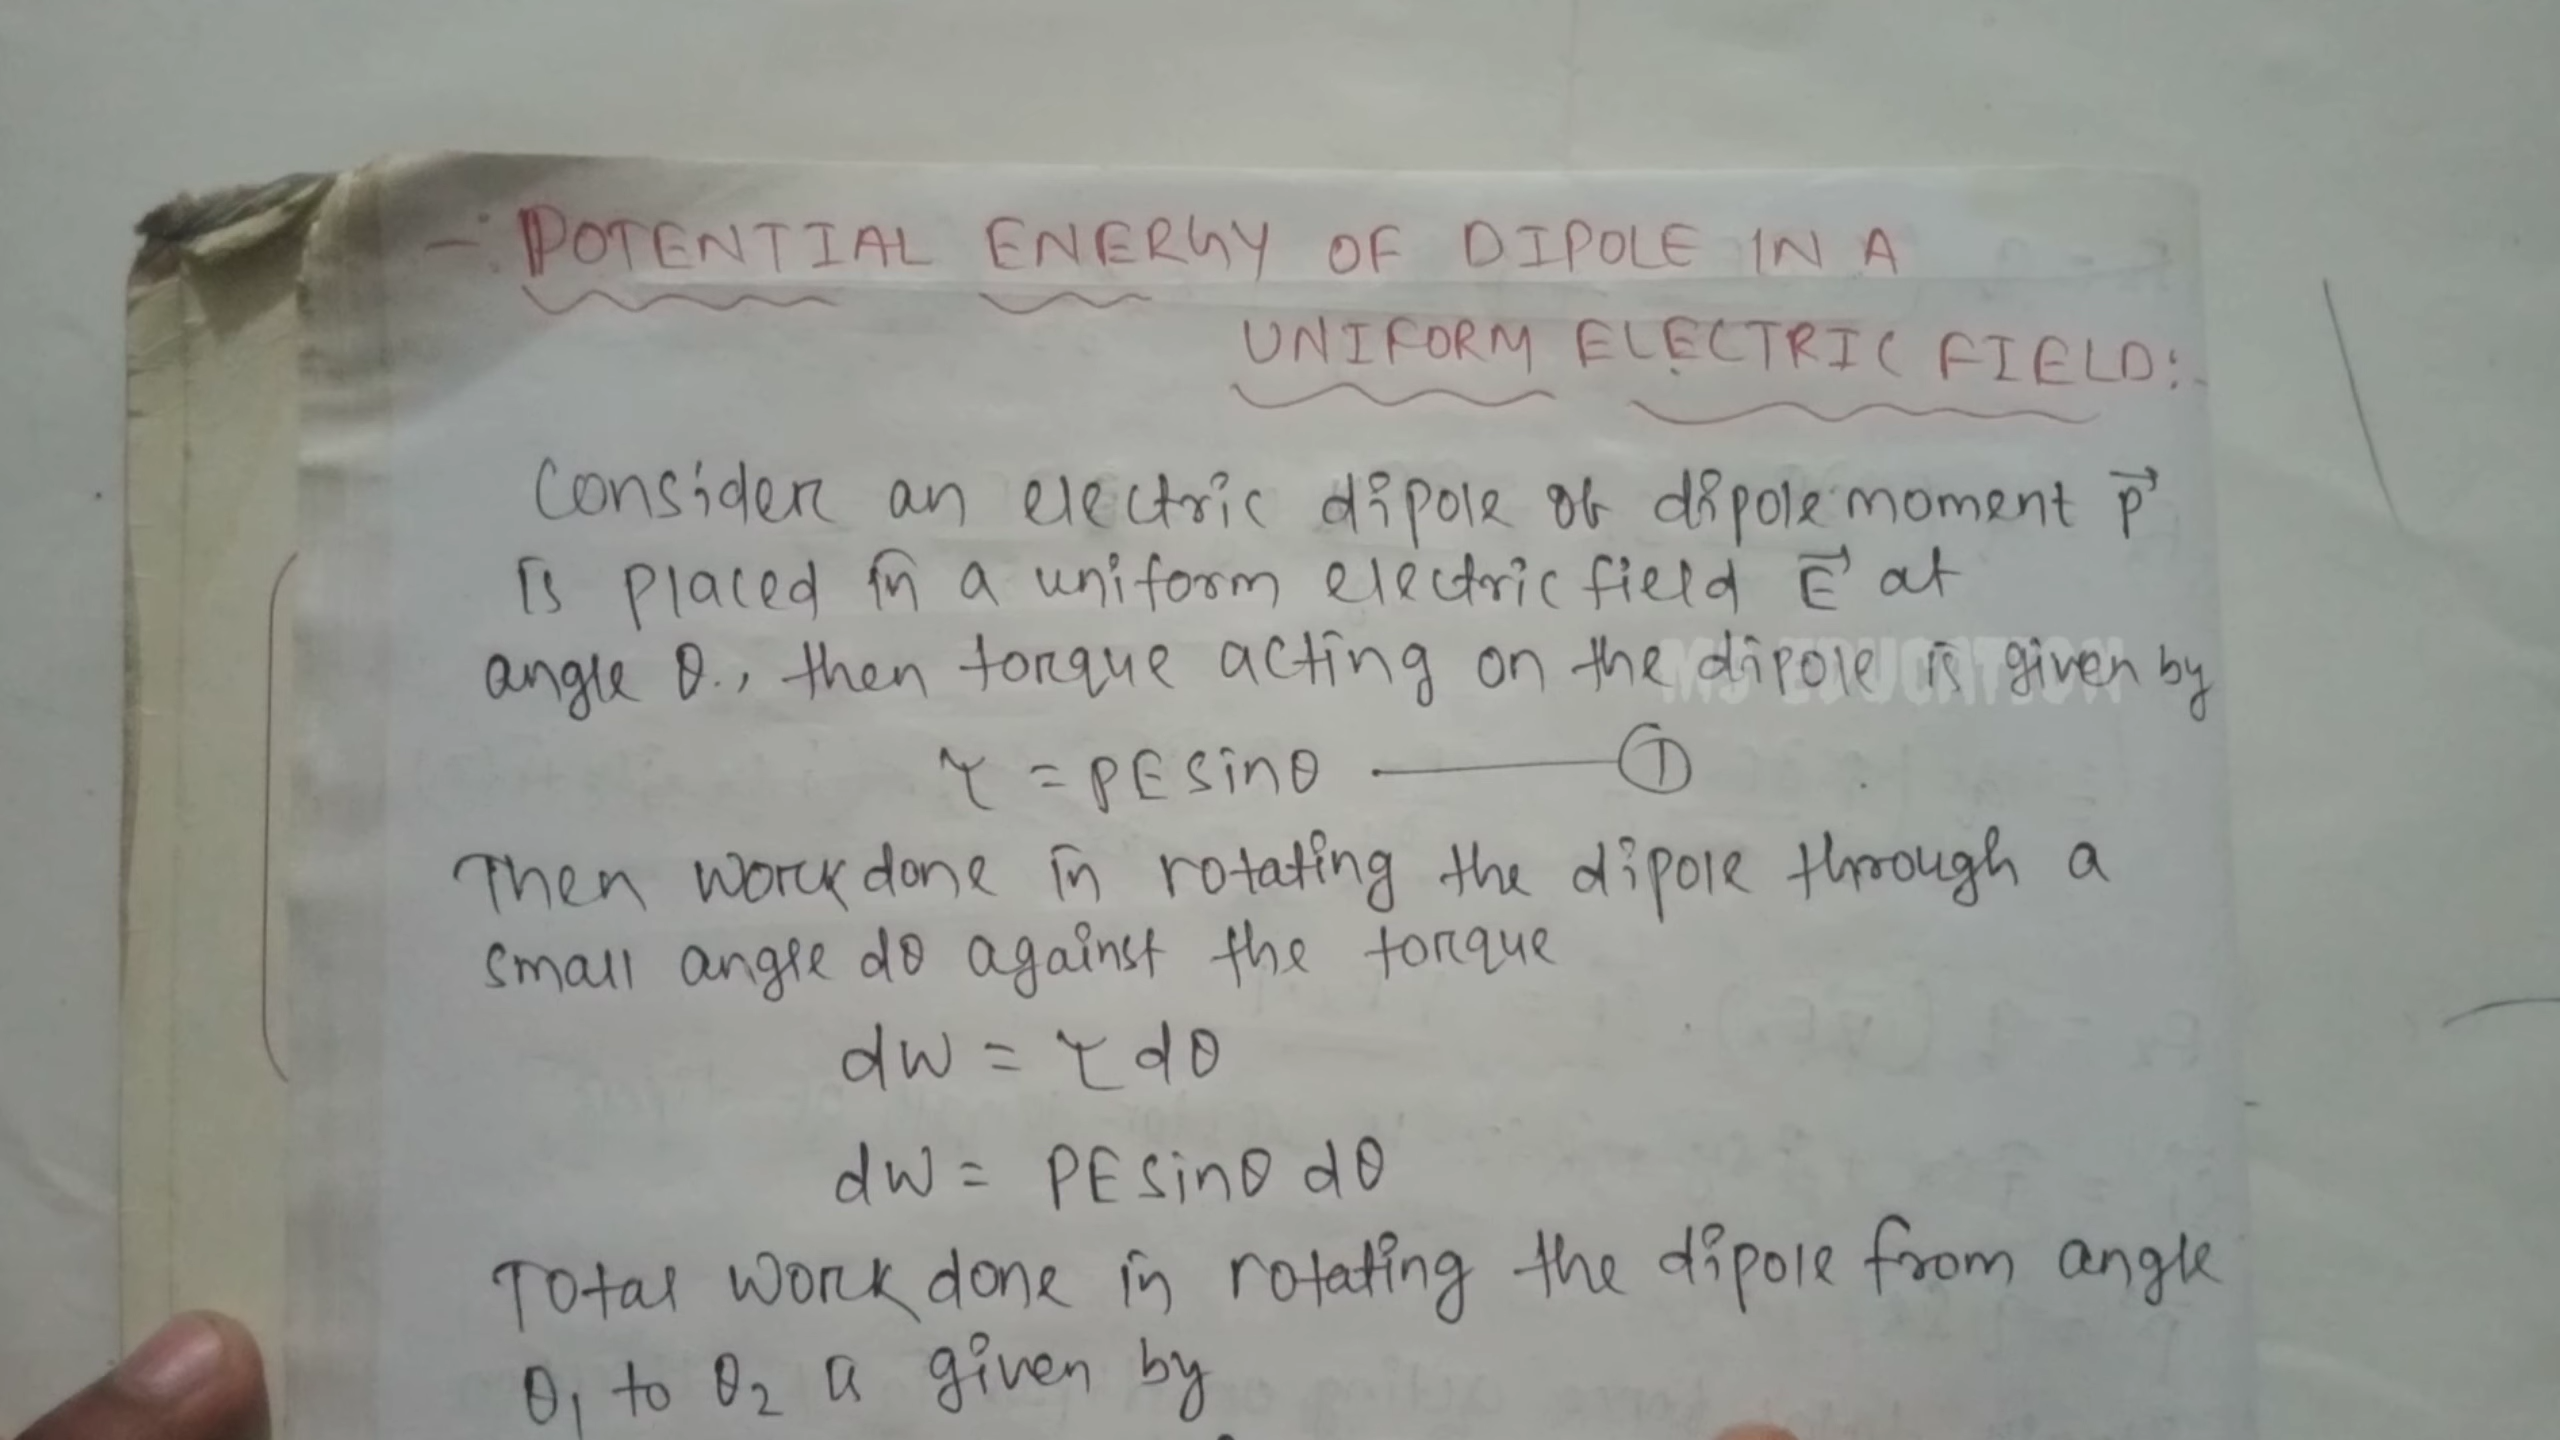 -: POTENTIAL ENERGY OF DIPOLE IN A
UNIFORM ELECTRIC FIELD:
Consider an electric dipole of dipole moment p⃗
is placed in a uniform electric field E⃗ at
angle θ., then torque acting on the dipole is given by
MJ EDUCATION
τ = PE sinθ —— ①
Then work done in rotating the dipole through a
small angle dθ against the torque
dW = τ dθ
dW = PE sinθ dθ
Total work done in rotating the dipole from angle
θ₁ to θ₂ is given by